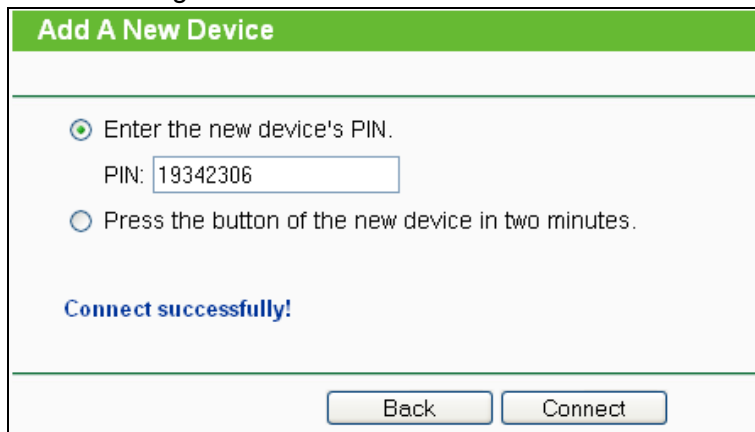 Add A New Device
Enter the new device's PIN.
PIN: 19342306
Press the button of the new device in two minutes.
Connect successfully!
Back Connect